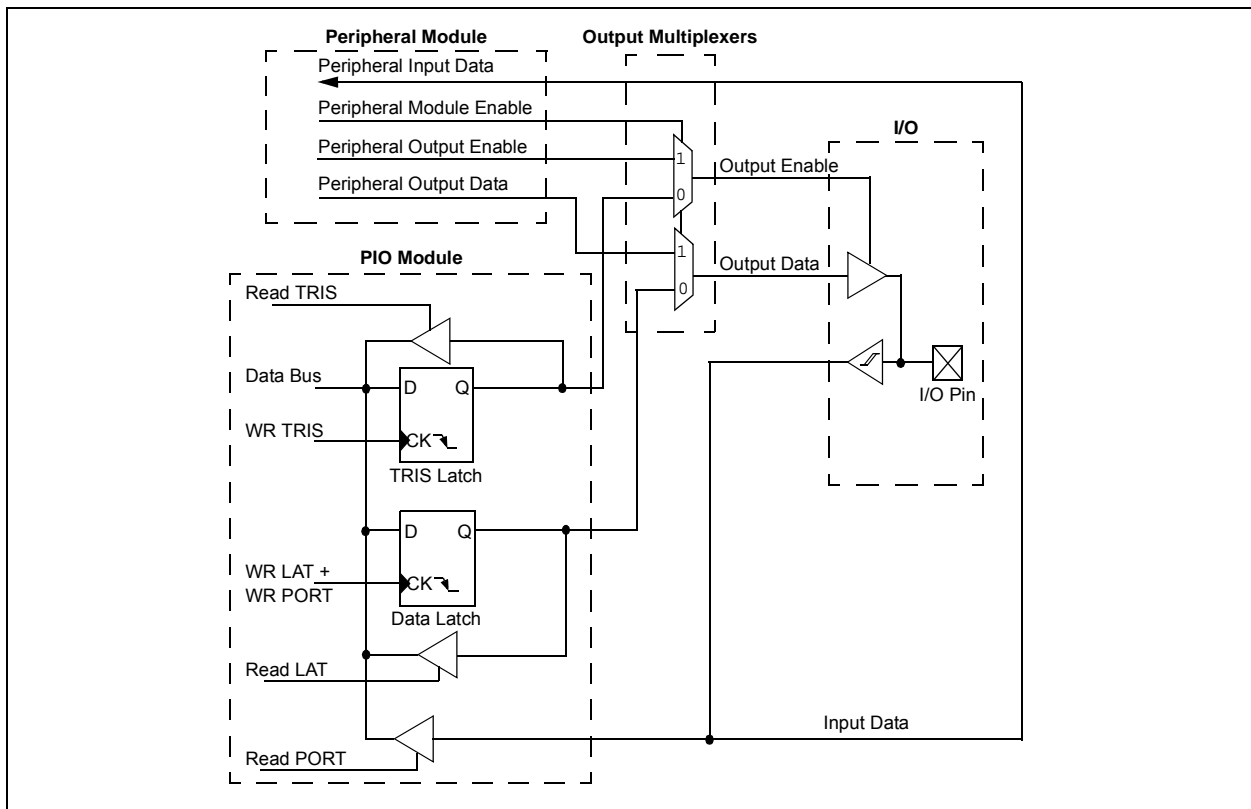 Peripheral Module
Output Multiplexers
Peripheral Input Data
Peripheral Module Enable
Peripheral Output Enable
Peripheral Output Data
1
0
Output Enable
I/O
1
0
Output Data
PIO Module
Read TRIS
Data Bus
D
Q
WR TRIS
CK
TRIS Latch
I/O Pin
D
Q
WR LAT +
WR PORT
CK
Data Latch
Read LAT
Input Data
Read PORT